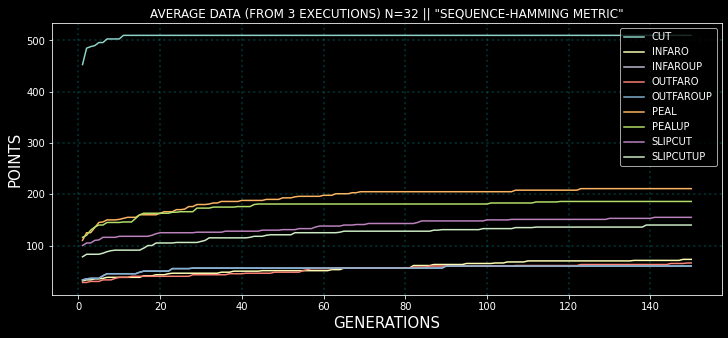 AVERAGE DATA (FROM 3 EXECUTIONS) N=32 || "SEQUENCE-HAMMING METRIC"
500
400
300
200
100
POINTS
CUT
INFARO
INFAROUP
OUTFARO
OUTFAROUP
PEAL
PEALUP
SLIPCUT
SLIPCUTUP
0
20
40
60
80
100
120
140
GENERATIONS